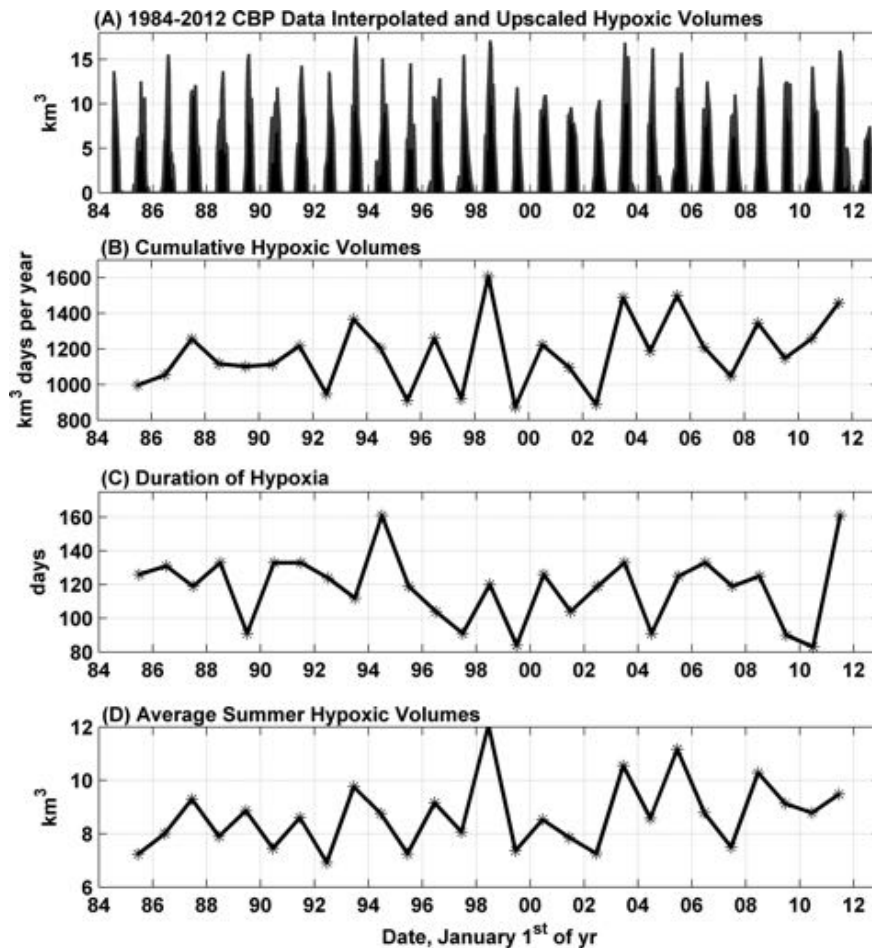 (A) 1984-2012 CBP Data Interpolated and Upscaled Hypoxic Volumes
km³
15
10
5
0
84 86 88 90 92 94 96 98 00 02 04 06 08 10 12
(B) Cumulative Hypoxic Volumes
km³ days per year
1600
1400
1200
1000
800
84 86 88 90 92 94 96 98 00 02 04 06 08 10 12
(C) Duration of Hypoxia
days
160
140
120
100
80
84 86 88 90 92 94 96 98 00 02 04 06 08 10 12
(D) Average Summer Hypoxic Volumes
km³
12
10
8
6
84 86 88 90 92 94 96 98 00 02 04 06 08 10 12
Date, January 1ˢᵗ of yr